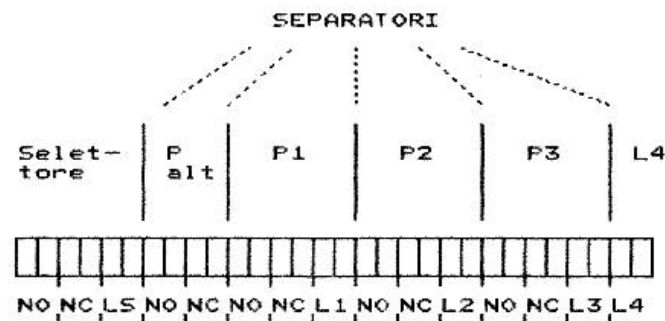 SEPARATORI
Selet- P P1 P2 P3 L4
tore alt
NO NC LS NO NC NO NC L1 NO NC L2 NO NC L3 L4